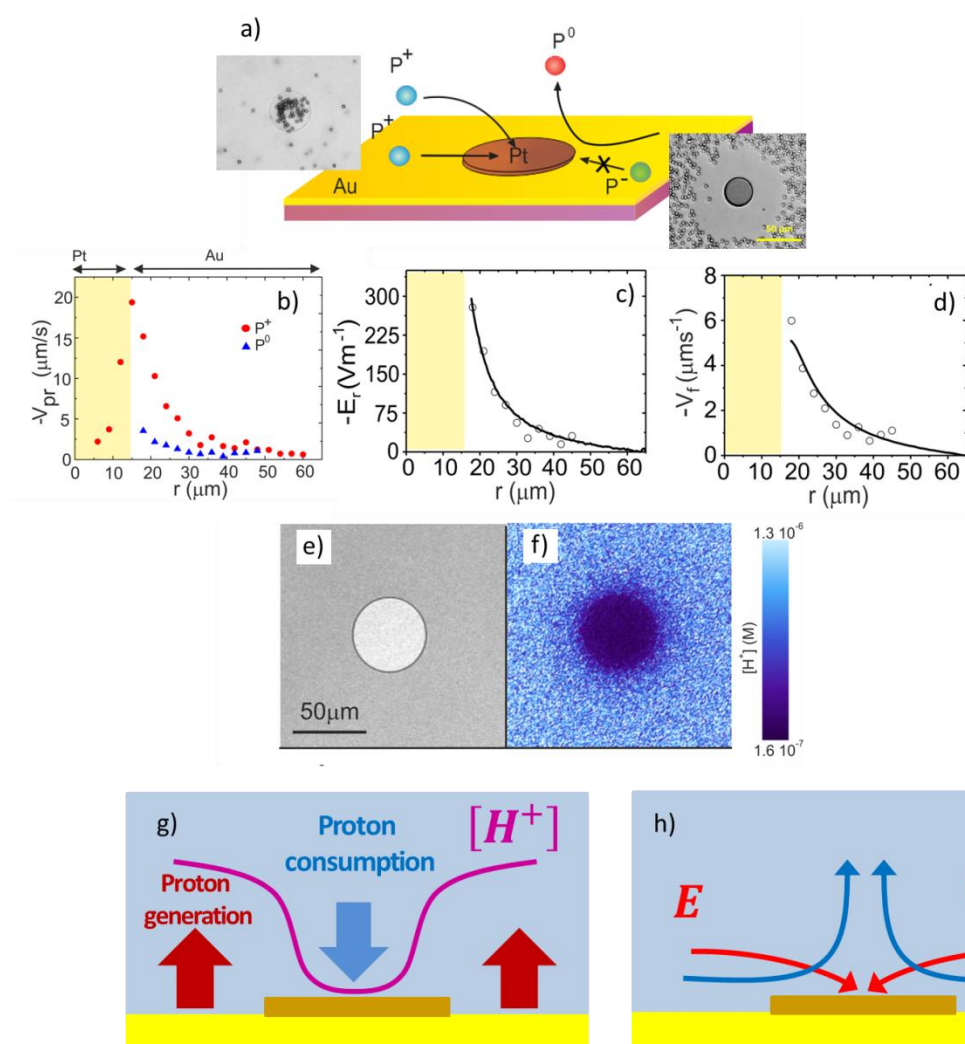 a)
P⁺
P⁰
P⁺
Pt
P⁻
Au
50 μm
Pt
Au
b)
20
15
10
5
0
-V_pr (μm/s)
P⁺
P⁰
0 10 20 30 40 50 60
r (μm)
c)
300
225
150
75
0
-E_r (Vm⁻¹)
0 10 20 30 40 50 60
r (μm)
d)
8
6
4
2
0
-V_f (μms⁻¹)
0 10 20 30 40 50 60
r (μm)
e)
50μm
f)
1.3 10⁻⁶
[H⁺] (M)
1.6 10⁻⁷
g)
Proton
consumption
[H⁺]
Proton
generation
h)
E